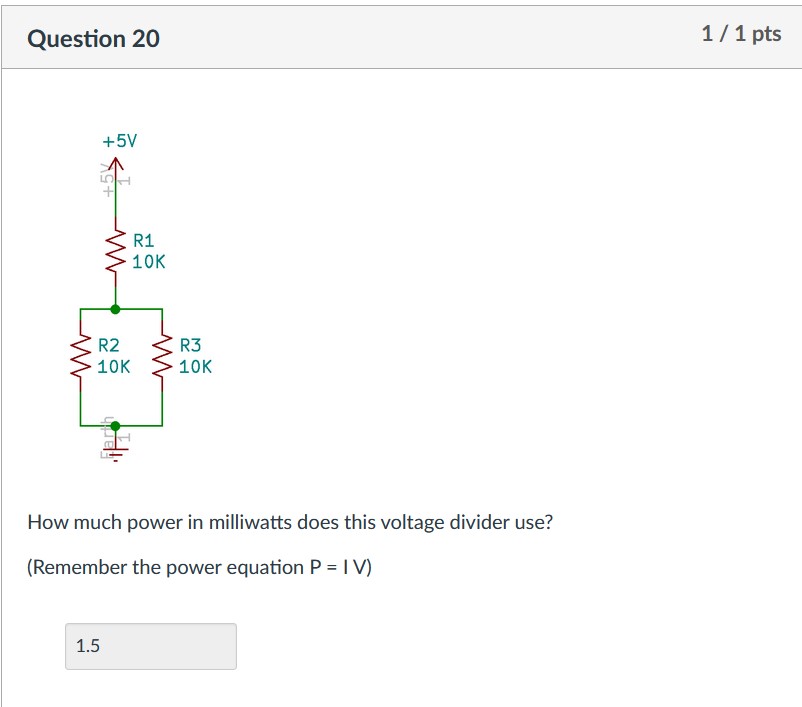 Question 20
1 / 1 pts
+5V
+5V
1
R1
10K
R2
10K
R3
10K
Earth
1
How much power in milliwatts does this voltage divider use?
(Remember the power equation P = I V)
1.5